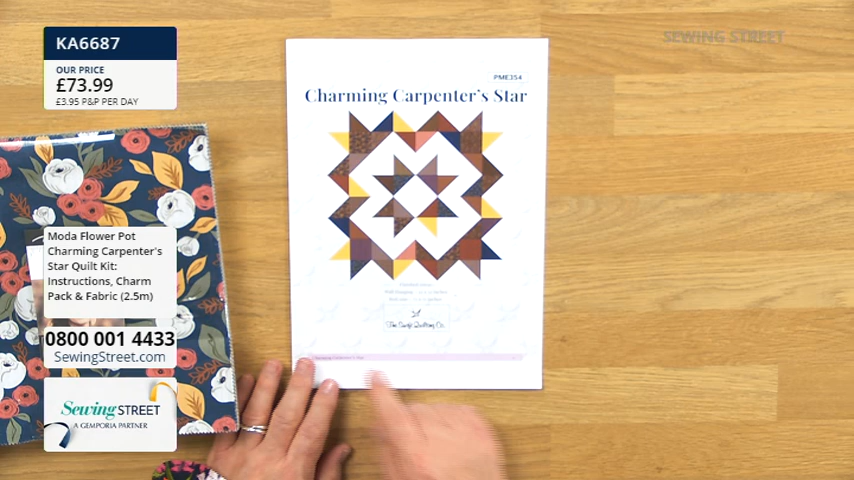 KA6687
OUR PRICE
£73.99
£3.95 P&P PER DAY
SEWING STREET
PME354
Charming Carpenter's Star
Moda Flower Pot
Charming Carpenter's
Star Quilt Kit:
Instructions, Charm
Pack & Fabric (2.5m)
0800 001 4433
SewingStreet.com
Sewing STREET
A GEMPORIA PARTNER